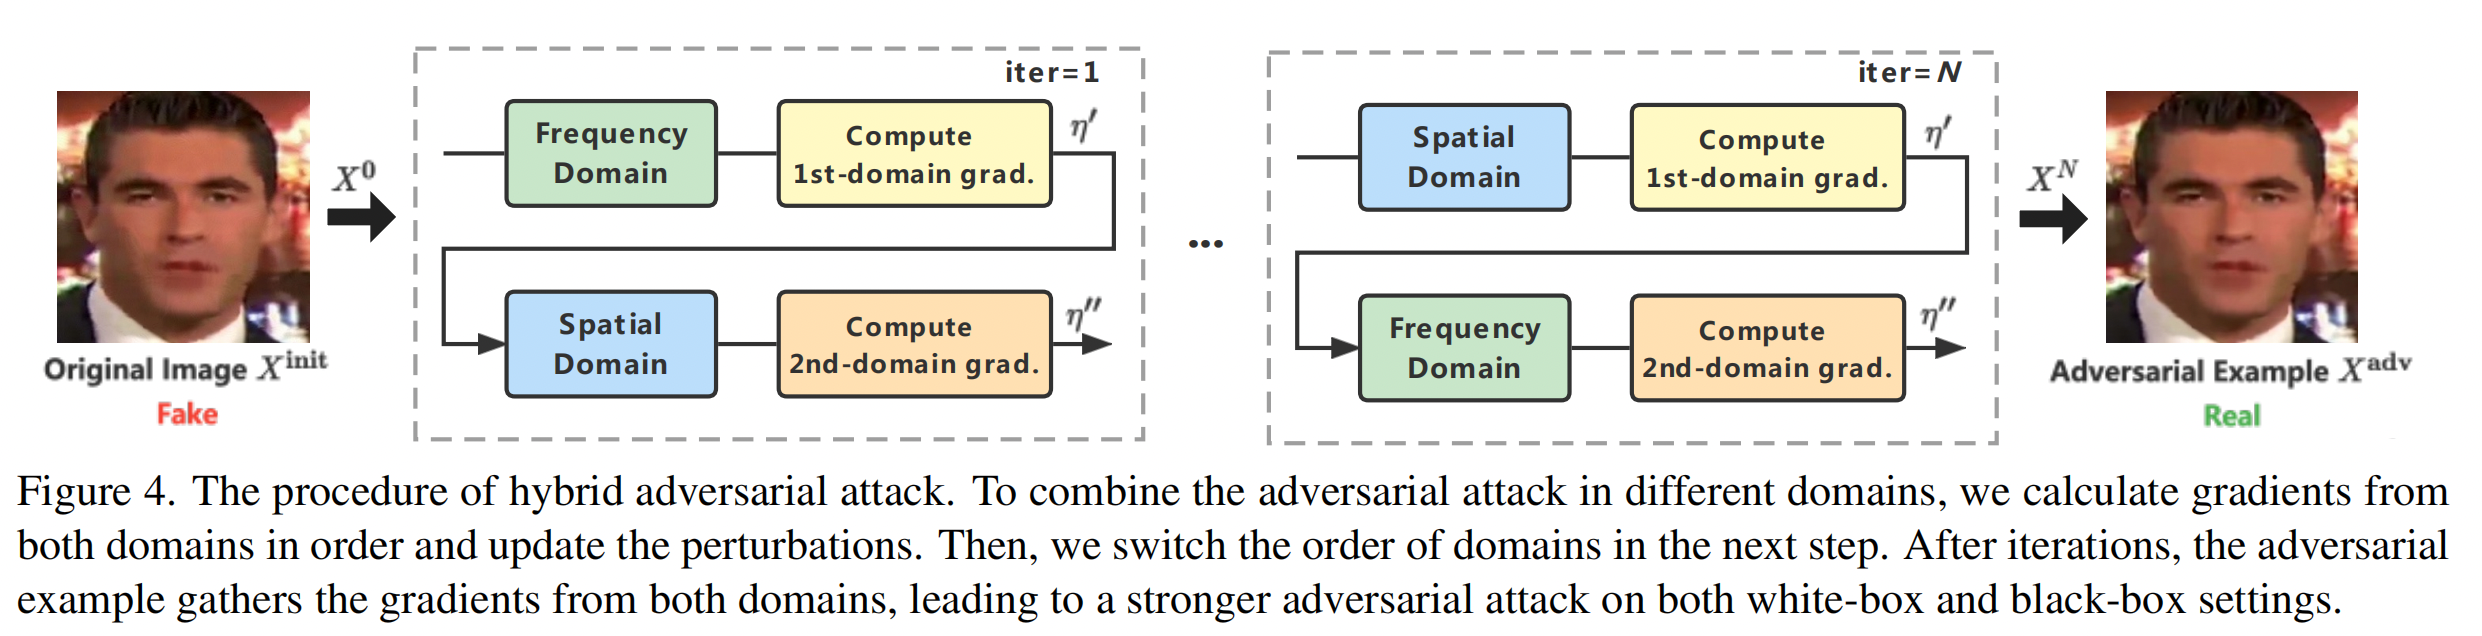 X⁰
Original Image Xⁱⁿⁱᵗ
Fake
iter=1
Frequency
Domain
Compute
1st-domain grad.
η′
Spatial
Domain
Compute
2nd-domain grad.
η″
...
iter=N
Spatial
Domain
Compute
1st-domain grad.
η′
Frequency
Domain
Compute
2nd-domain grad.
η″
Xᴺ
Adversarial Example Xᵃᵈᵛ
Real
Figure 4. The procedure of hybrid adversarial attack. To combine the adversarial attack in different domains, we calculate gradients from
both domains in order and update the perturbations. Then, we switch the order of domains in the next step. After iterations, the adversarial
example gathers the gradients from both domains, leading to a stronger adversarial attack on both white-box and black-box settings.